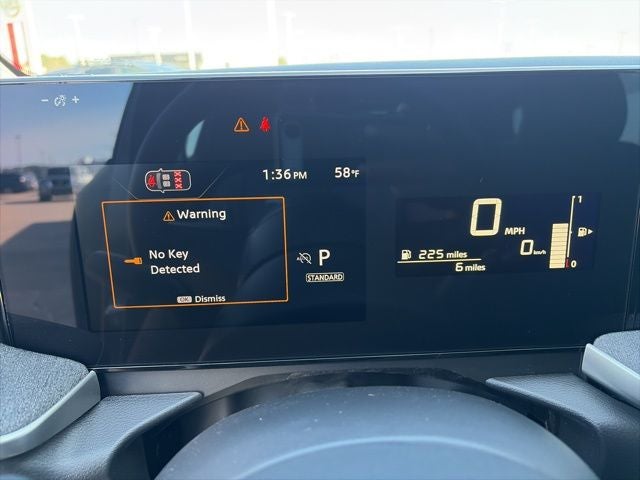 − +
1:36 PM 58°F
XXX
Warning
No Key
Detected
OK Dismiss
A
P
STANDARD
0 MPH
0 km/h
225 miles
6 miles
1
0